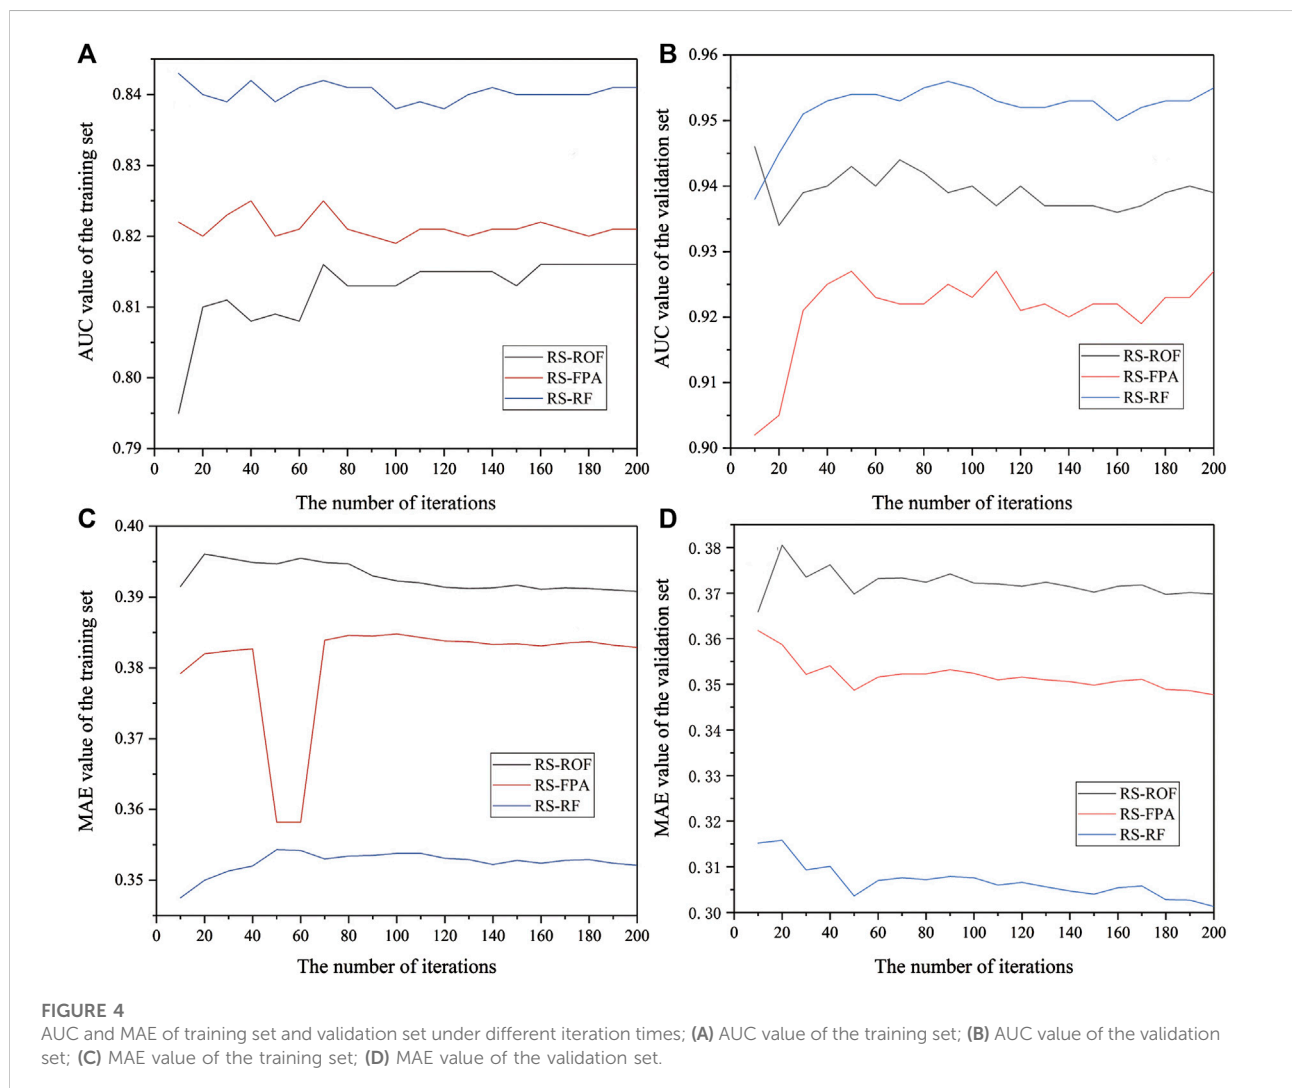 A
0.84
0.83
0.82
0.81
0.80
0.79
AUC value of the training set
RS-ROF
RS-FPA
RS-RF
0 20 40 60 80 100 120 140 160 180 200
The number of iterations
B
0.96
0.95
0.94
0.93
0.92
0.91
0.90
AUC value of the validation set
RS-ROF
RS-FPA
RS-RF
0 20 40 60 80 100 120 140 160 180 200
The number of iterations
C
0.40
0.39
0.38
0.37
0.36
0.35
MAE value of the training set
RS-ROF
RS-FPA
RS-RF
0 20 40 60 80 100 120 140 160 180 200
The number of iterations
D
0.38
0.37
0.36
0.35
0.34
0.33
0.32
0.31
0.30
MAE value of the validation set
RS-ROF
RS-FPA
RS-RF
0 20 40 60 80 100 120 140 160 180 200
The number of iterations
FIGURE 4
AUC and MAE of training set and validation set under different iteration times; (A) AUC value of the training set; (B) AUC value of the validation
set; (C) MAE value of the training set; (D) MAE value of the validation set.